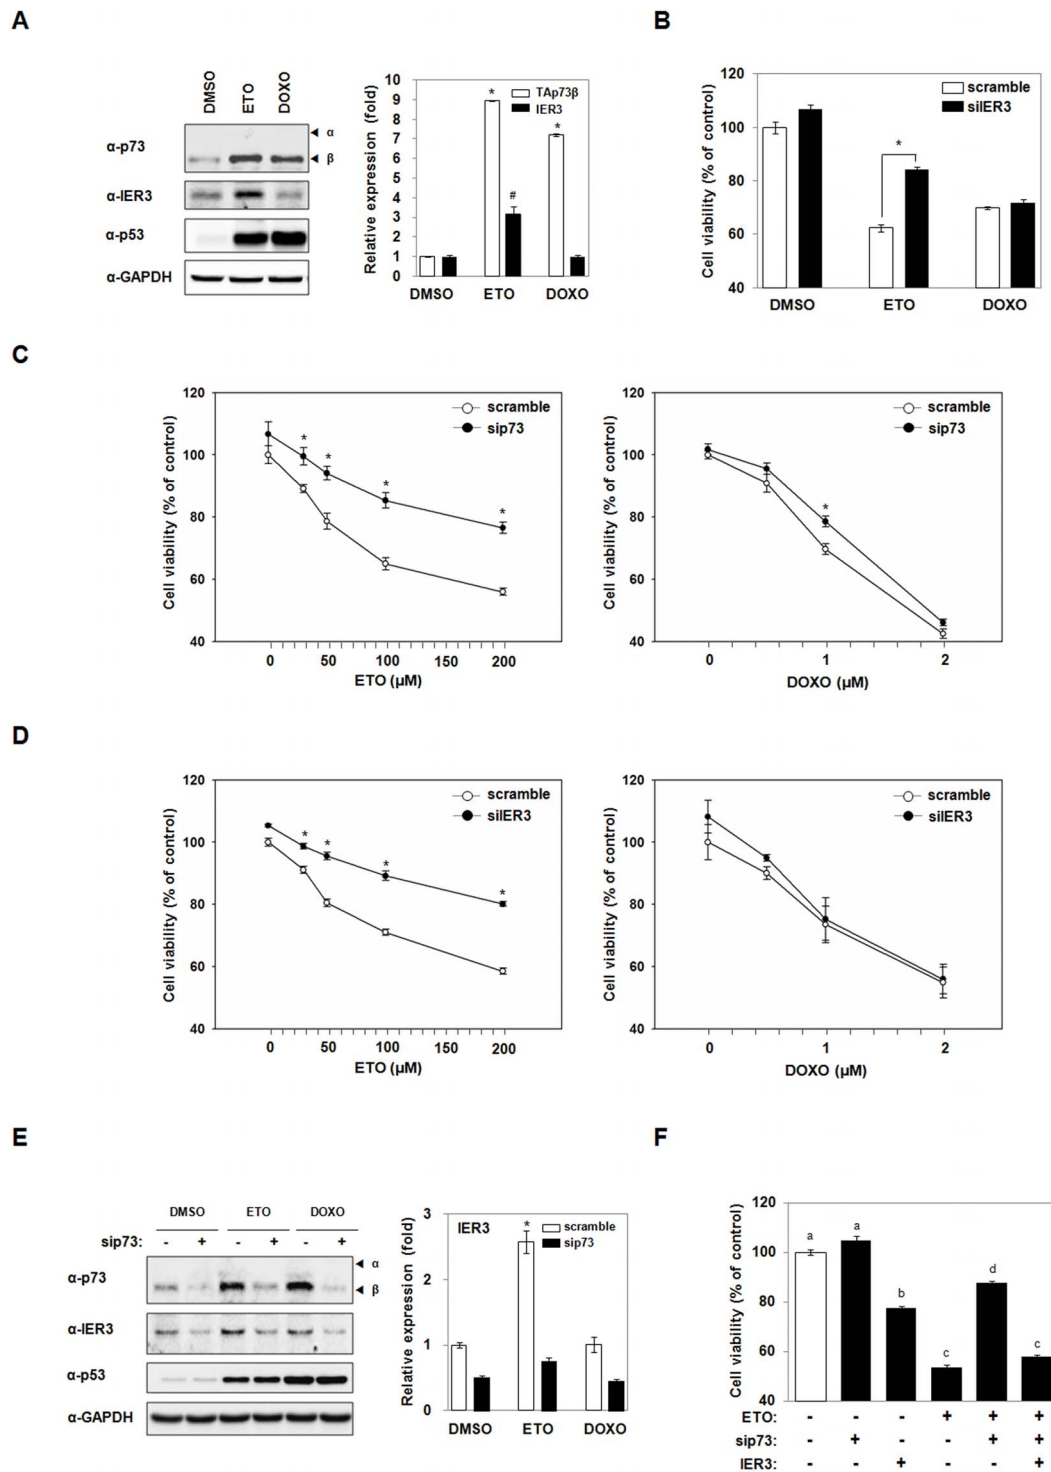 A
DMSO
ETO
DOXO
α-p73
◄ α
◄ β
α-IER3
α-p53
α-GAPDH
Relative expression (fold)
10
9
8
7
6
5
4
3
2
1
0
TAp73β
IER3
*
#
*
DMSO ETO DOXO
B
Cell viability (% of control)
120
100
80
60
40
scramble
siIER3
*
DMSO ETO DOXO
C
Cell viability (% of control)
120
100
80
60
40
scramble
sip73
* * * *
0 50 100 150 200
ETO (μM)
Cell viability (% of control)
120
100
80
60
40
scramble
sip73
*
0 1 2
DOXO (μM)
D
Cell viability (% of control)
120
100
80
60
40
scramble
siIER3
* * * *
0 50 100 150 200
ETO (μM)
Cell viability (% of control)
120
100
80
60
40
scramble
siIER3
0 1 2
DOXO (μM)
E
DMSO ETO DOXO
sip73: - + - + - +
α-p73
◄ α
◄ β
α-IER3
α-p53
α-GAPDH
Relative expression (fold)
3
2
1
0
IER3
scramble
sip73
*
DMSO ETO DOXO
F
Cell viability (% of control)
120
100
80
60
40
a a b c d c
ETO: - - - + + +
sip73: - + - - + +
IER3: - - + - - +